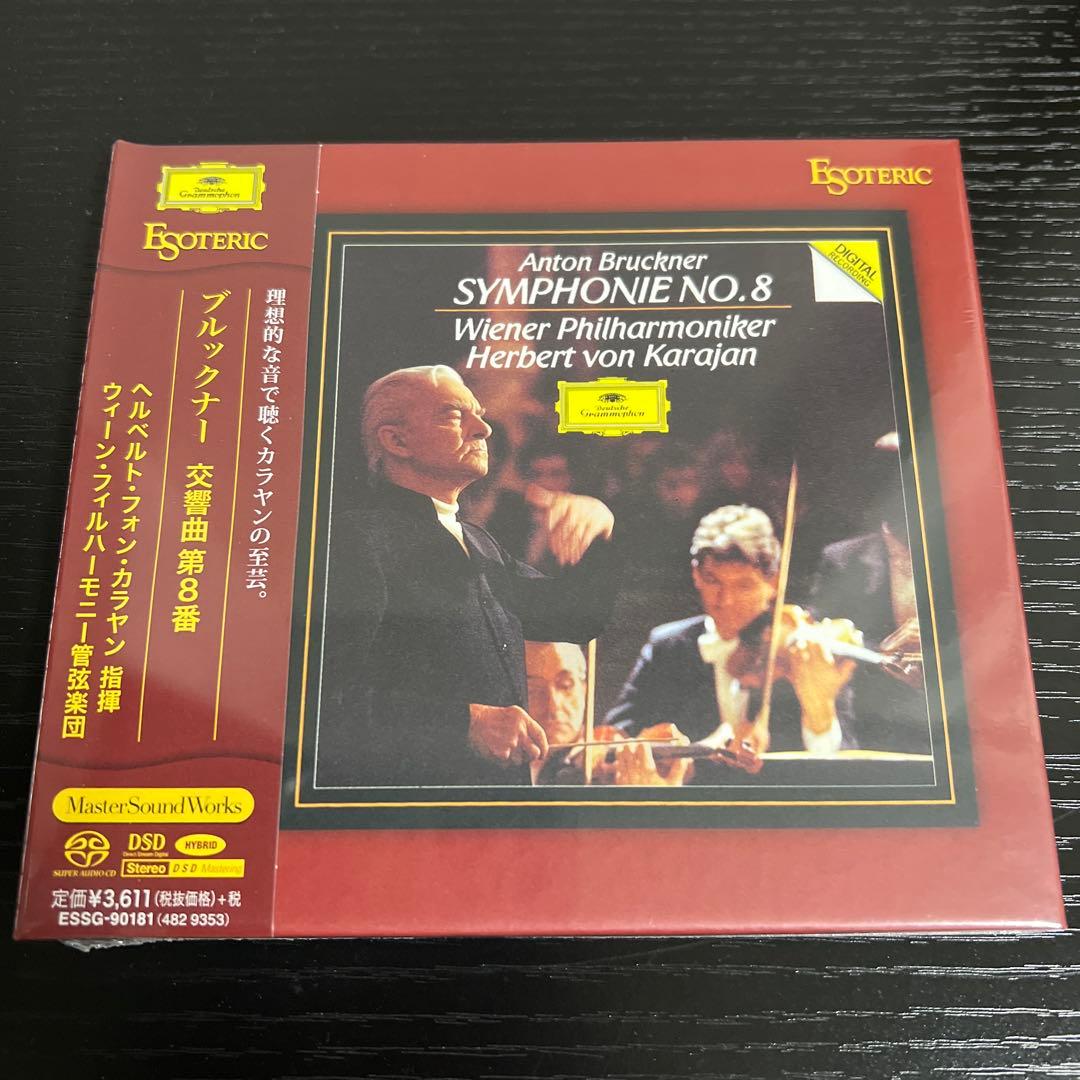 Deutsche
Grammophon
ESOTERIC
理想的な音で聴くカラヤンの至芸。
ブルックナー 交響曲 第8番
ヘルベルト・フォン・カラヤン 指揮
ウィーン・フィルハーモニー管弦楽団
MasterSoundWorks
SUPER AUDIO CD
DSD
Direct Stream Digital
HYBRID
Stereo DSD Mastering
定価¥3,611(税抜価格)+税
ESSG-90181(482 9353)
ESOTERIC
DIGITAL
RECORDING
Anton Bruckner
SYMPHONIE NO.8
Wiener Philharmoniker
Herbert von Karajan
Deutsche
Grammophon